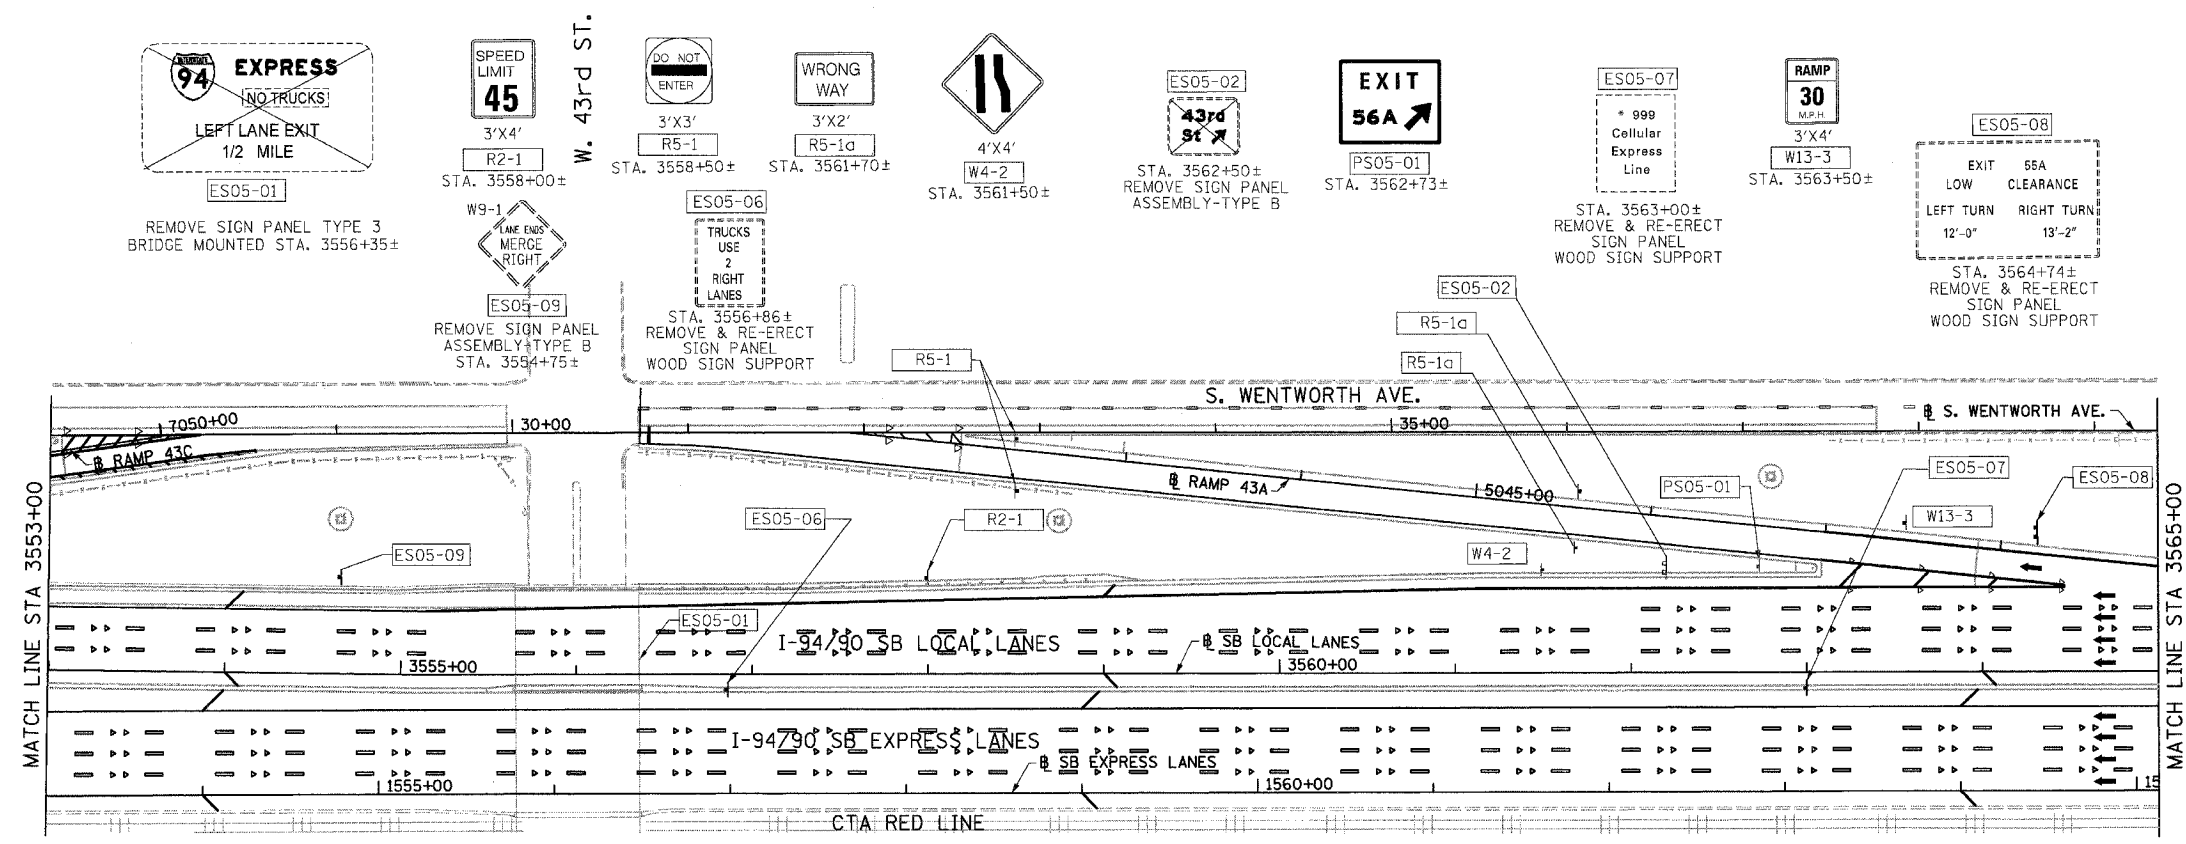 INTERSTATE
94
EXPRESS
NO TRUCKS
LEFT LANE EXIT
1/2 MILE
ES05-01
REMOVE SIGN PANEL TYPE 3
BRIDGE MOUNTED STA. 3556+35±
SPEED
LIMIT
45
3'X4'
R2-1
STA. 3558+00±
W9-1
LANE ENDS
MERGE
RIGHT
ES05-09
REMOVE SIGN PANEL
ASSEMBLY-TYPE B
STA. 3554+75±
W. 43rd ST.
DO NOT
ENTER
3'X3'
R5-1
STA. 3558+50±
ES05-06
TRUCKS
USE
2
RIGHT
LANES
STA. 3556+86±
REMOVE & RE-ERECT
SIGN PANEL
WOOD SIGN SUPPORT
WRONG
WAY
3'X2'
R5-1a
STA. 3561+70±
4'X4'
W4-2
STA. 3561+50±
ES05-02
43rd
St
STA. 3562+50±
REMOVE SIGN PANEL
ASSEMBLY-TYPE B
EXIT
56A
PS05-01
STA. 3562+73±
ES05-07
* 999
Cellular
Express
Line
STA. 3563+00±
REMOVE & RE-ERECT
SIGN PANEL
WOOD SIGN SUPPORT
RAMP
30
M.P.H.
3'X4'
W13-3
STA. 3563+50±
ES05-08
EXIT 55A
LOW CLEARANCE
LEFT TURN RIGHT TURN
12'-0" 13'-2"
STA. 3564+74±
REMOVE & RE-ERECT
SIGN PANEL
WOOD SIGN SUPPORT
ES05-02
R5-1a
R5-1
R5-1a
S. WENTWORTH AVE.
7050+00
30+00
35+00
℄ S. WENTWORTH AVE.
℄ RAMP 43C
℄ RAMP 43A
5045+00
PS05-01
ES05-07
ES05-08
ES05-06
R2-1
W13-3
ES05-09
W4-2
ES05-01
I-94/90 SB LOCAL LANES
℄ SB LOCAL LANES
3555+00
3560+00
I-94/90 SB EXPRESS LANES
℄ SB EXPRESS LANES
1555+00
1560+00
15
CTA RED LINE
MATCH LINE STA 3553+00
MATCH LINE STA 3565+00